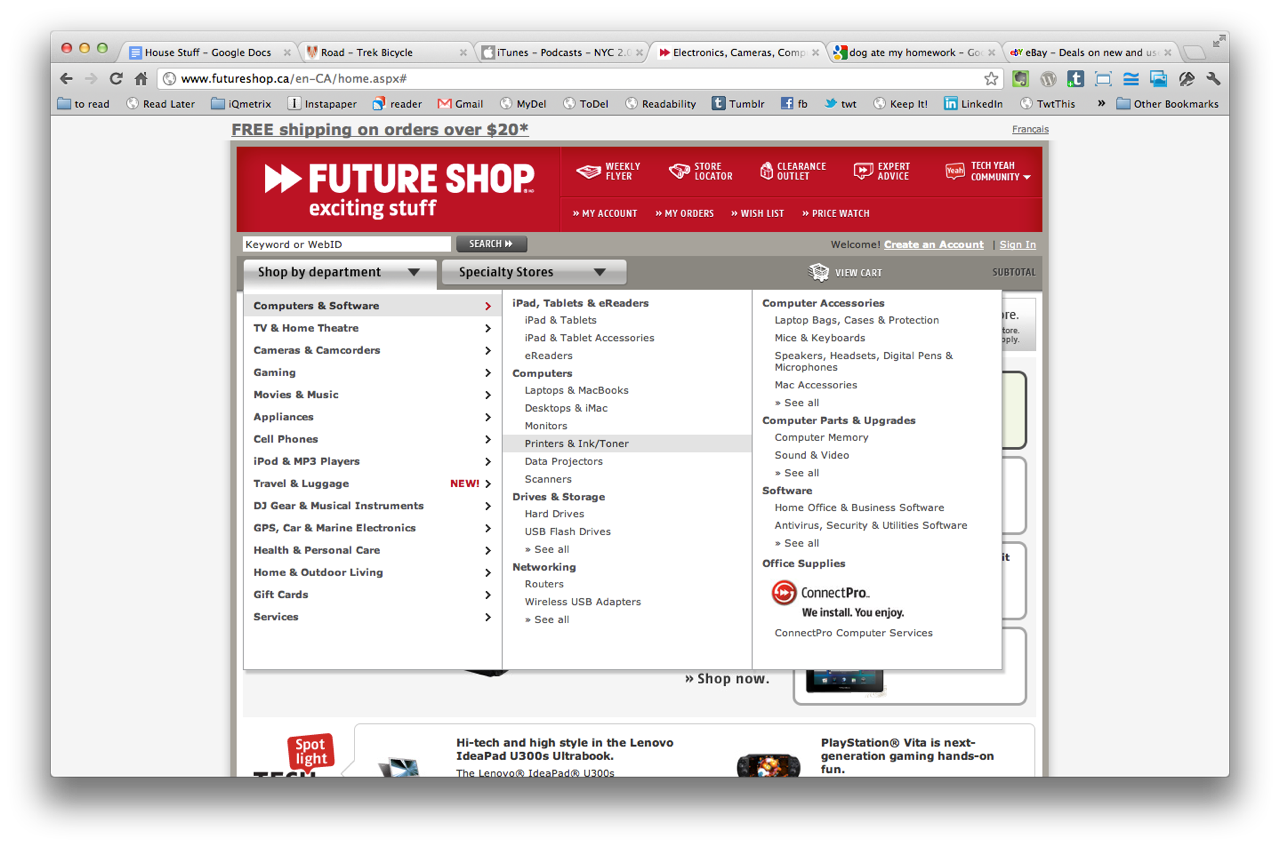 House Stuff – Google Docs
Road – Trek Bicycle
iTunes – Podcasts – NYC 2.0
Electronics, Cameras, Comp
dog ate my homework – Go
eBay – Deals on new and us
www.futureshop.ca/en-CA/home.aspx#
to read
Read Later
iQmetrix
Instapaper
reader
Gmail
MyDel
ToDel
Readability
Tumblr
fb
twt
Keep It!
LinkedIn
TwtThis
»
Other Bookmarks
FREE shipping on orders over $20*
Francais
FUTURE SHOP
exciting stuff
WEEKLY
FLYER
STORE
LOCATOR
CLEARANCE
OUTLET
EXPERT
ADVICE
Yeah
TECH YEAH
COMMUNITY
» MY ACCOUNT
» MY ORDERS
» WISH LIST
» PRICE WATCH
Keyword or WebID
SEARCH
Welcome! Create an Account | Sign In
Shop by department
Specialty Stores
VIEW CART
SUBTOTAL
Computers & Software
TV & Home Theatre
Cameras & Camcorders
Gaming
Movies & Music
Appliances
Cell Phones
iPod & MP3 Players
Travel & Luggage NEW!
DJ Gear & Musical Instruments
GPS, Car & Marine Electronics
Health & Personal Care
Home & Outdoor Living
Gift Cards
Services
iPad, Tablets & eReaders
iPad & Tablets
iPad & Tablet Accessories
eReaders
Computers
Laptops & MacBooks
Desktops & iMac
Monitors
Printers & Ink/Toner
Data Projectors
Scanners
Drives & Storage
Hard Drives
USB Flash Drives
» See all
Networking
Routers
Wireless USB Adapters
» See all
Computer Accessories
Laptop Bags, Cases & Protection
Mice & Keyboards
Speakers, Headsets, Digital Pens &
Microphones
Mac Accessories
» See all
Computer Parts & Upgrades
Computer Memory
Sound & Video
» See all
Software
Home Office & Business Software
Antivirus, Security & Utilities Software
» See all
Office Supplies
ConnectPro
We install. You enjoy.
ConnectPro Computer Services
» Shop now.
Spot
light
TECH
Hi-tech and high style in the Lenovo
IdeaPad U300s Ultrabook.
The Lenovo® IdeaPad® U300s
PlayStation® Vita is next-
generation gaming hands-on
fun.